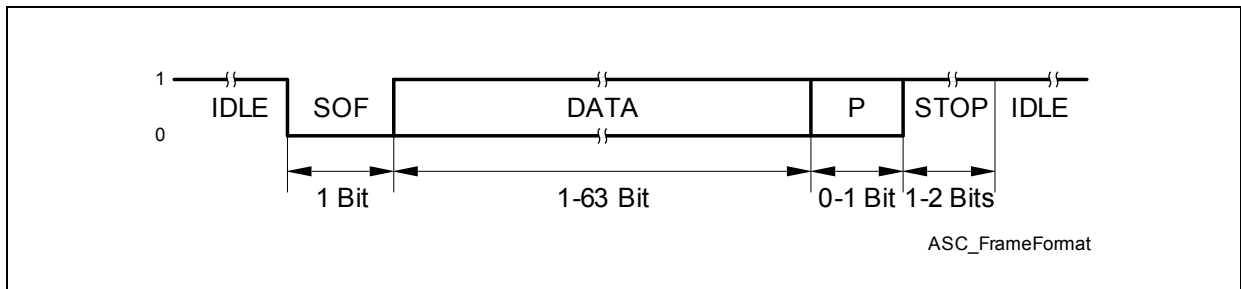 1
IDLE SOF DATA P STOP IDLE
0
1 Bit 1-63 Bit 0-1 Bit 1-2 Bits
ASC_FrameFormat